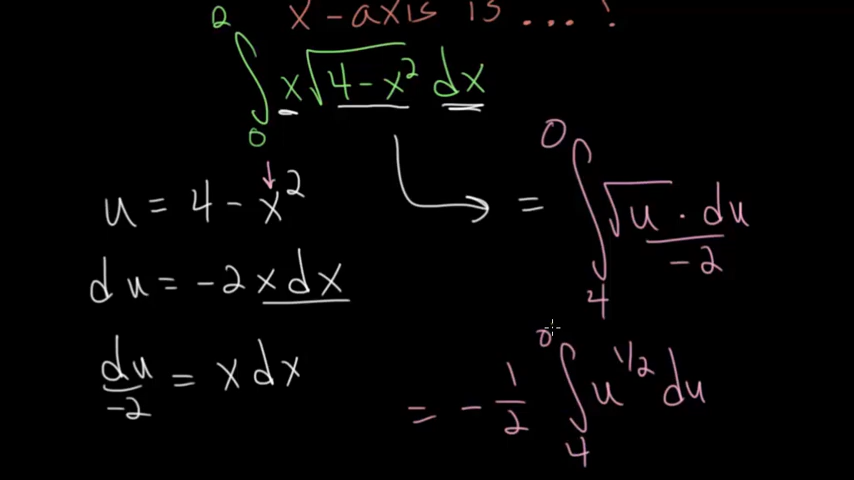 x-axis is ... ?
∫₀² x√(4-x²) dx
u = 4 - x²
du = -2x dx
du/-2 = x dx
= ∫₄⁰ √u · du/-2
= -1/2 ∫₄⁰ u^(1/2) du